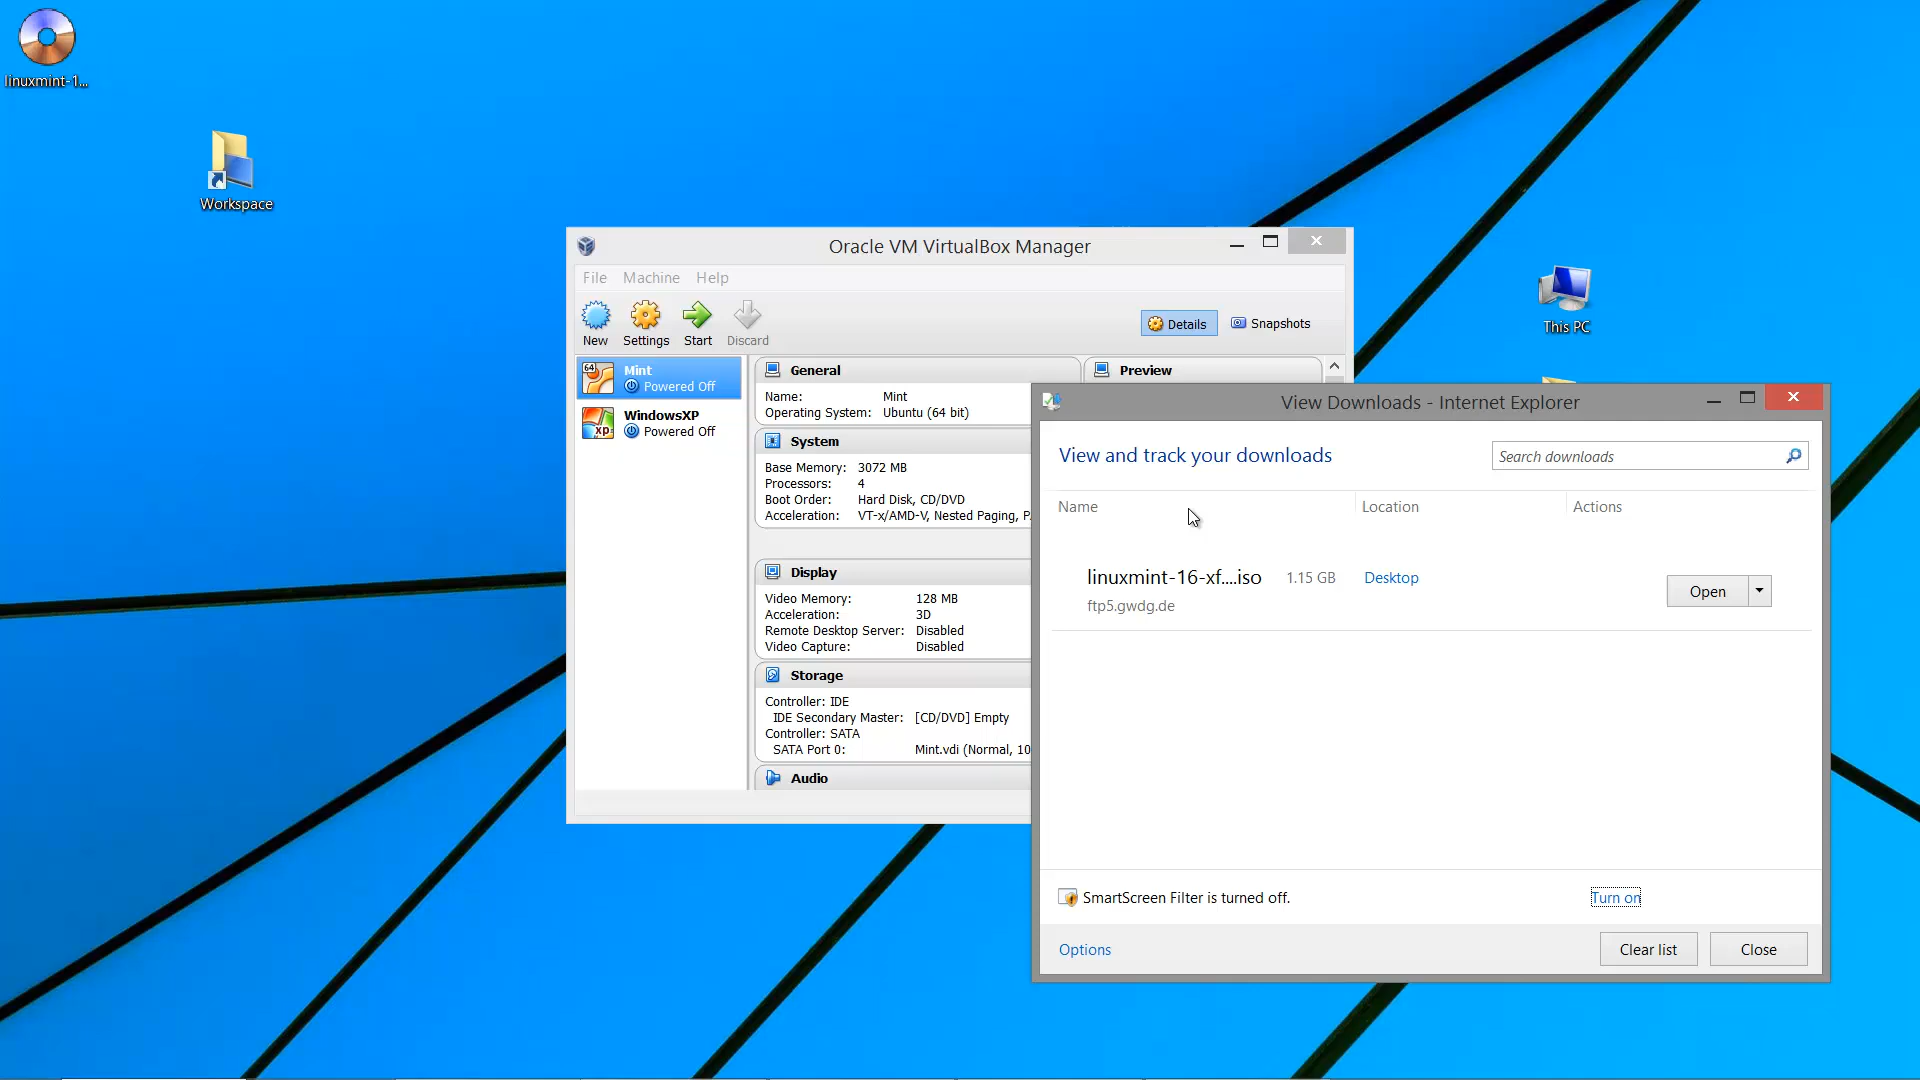 linuxmint-1...
Workspace
This PC
Oracle VM VirtualBox Manager
File Machine Help
New Settings Start Discard
Details Snapshots
64 Mint
Powered Off
xp WindowsXP
Powered Off
General
Name: Mint
Operating System: Ubuntu (64 bit)
Preview
System
Base Memory: 3072 MB
Processors: 4
Boot Order: Hard Disk, CD/DVD
Acceleration: VT-x/AMD-V, Nested Paging,
Display
Video Memory: 128 MB
Acceleration: 3D
Remote Desktop Server: Disabled
Video Capture: Disabled
Storage
Controller: IDE
IDE Secondary Master: [CD/DVD] Empty
Controller: SATA
SATA Port 0: Mint.vdi (Normal, 10
Audio
View Downloads - Internet Explorer
View and track your downloads
Search downloads
Name Location Actions
linuxmint-16-xf....iso 1.15 GB Desktop
ftp5.gwdg.de
Open
SmartScreen Filter is turned off. Turn on
Options
Clear list Close